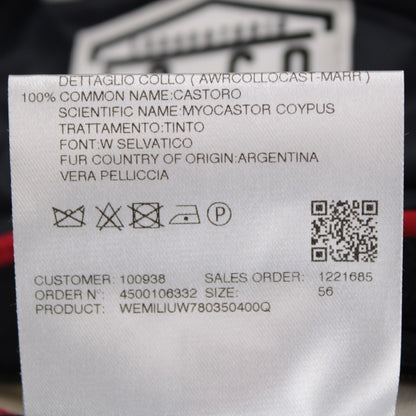 DETTAGLIO COLLO ( AWRCOLLOCAST-MARR )
100% COMMON NAME:CASTORO
SCIENTIFIC NAME:MYOCASTOR COYPUS
TRATTAMENTO:TINTO
FONT:W SELVATICO
FUR COUNTRY OF ORIGIN:ARGENTINA
VERA PELLICCIA
P
CUSTOMER: 100938 SALES ORDER: 1221685
ORDER N°: 4500106332 SIZE: 56
PRODUCT: WEMILIUW780350400Q